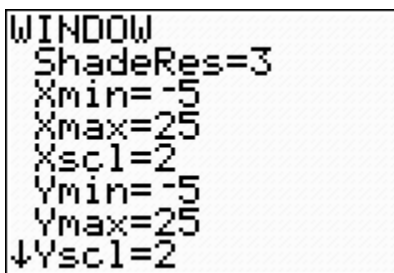 WINDOW
ShadeRes=3
Xmin=-5
Xmax=25
Xscl=2
Ymin=-5
Ymax=25
↓Yscl=2